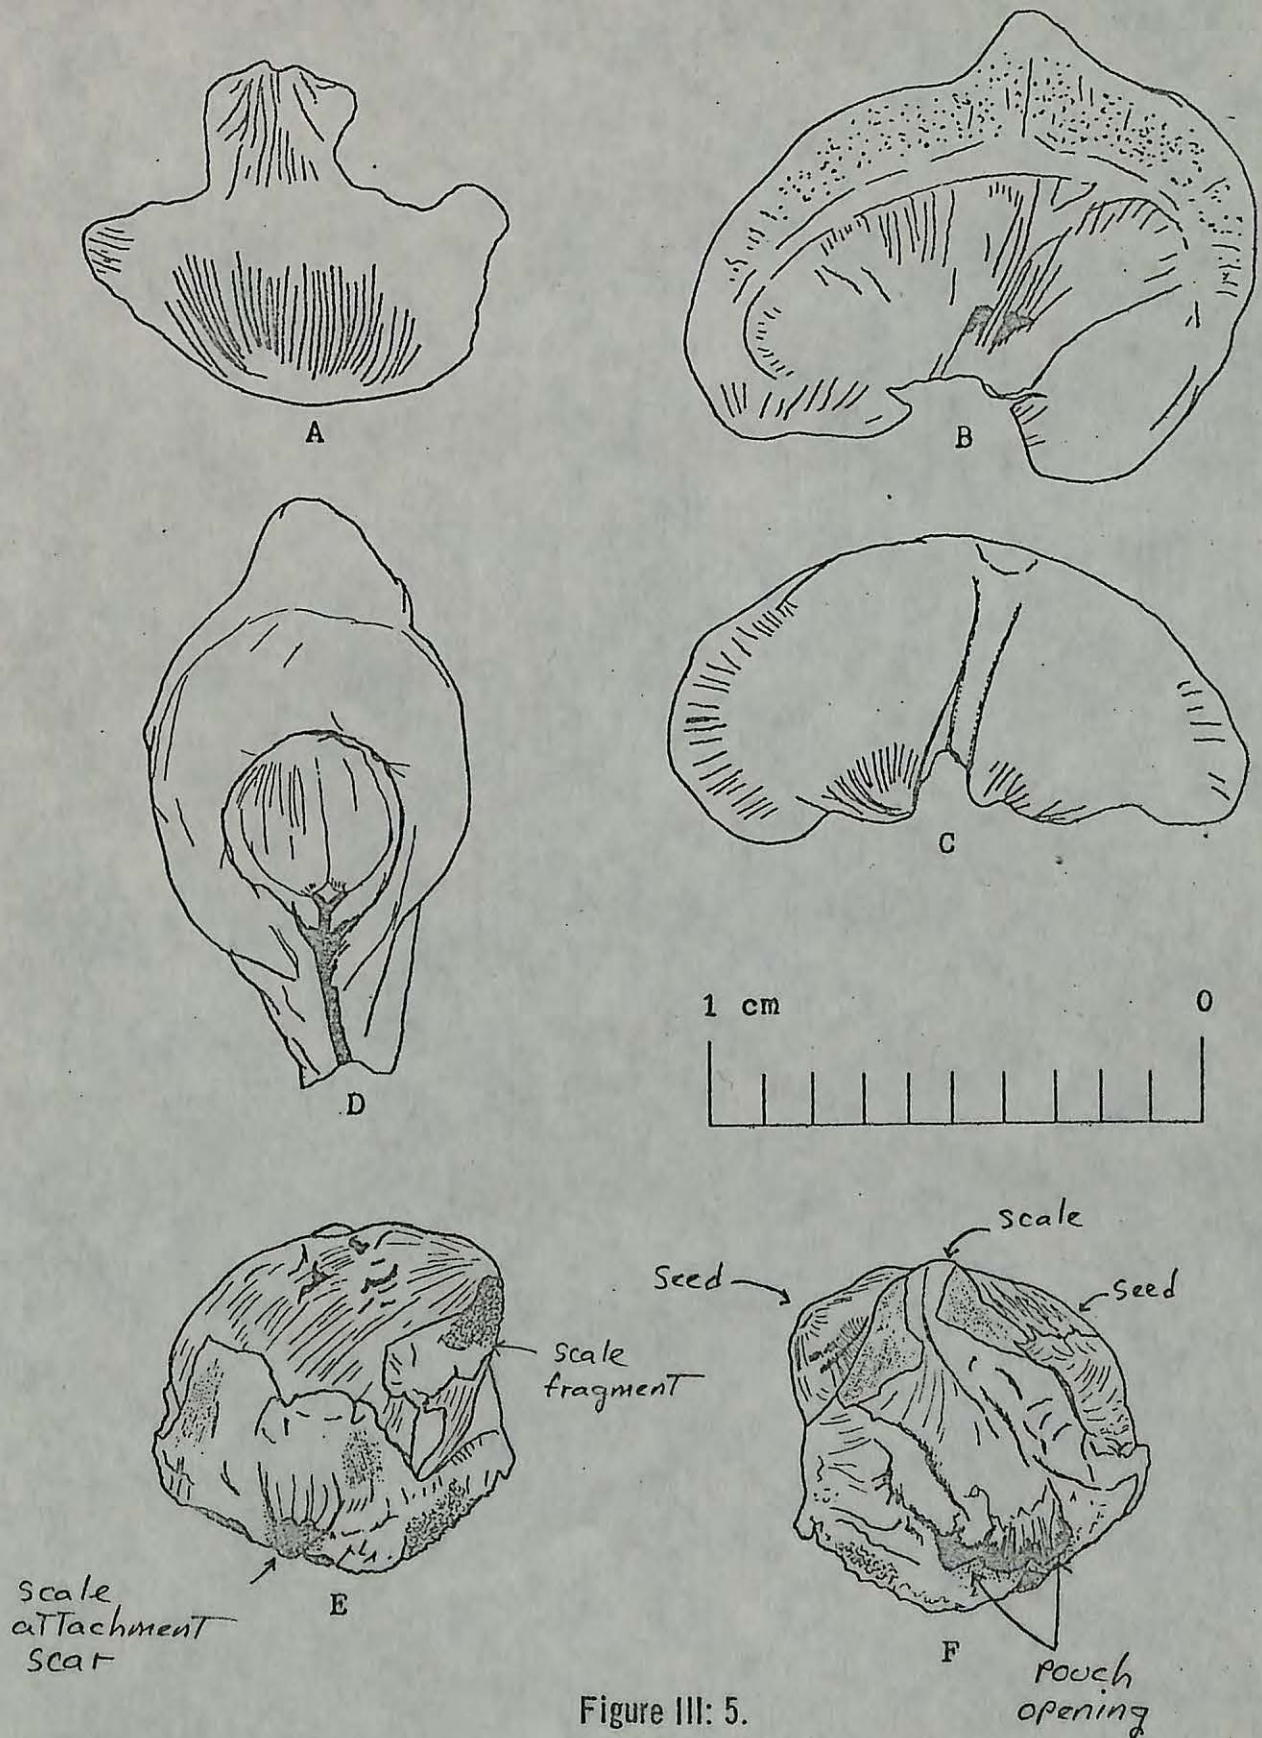 A
B
C
D
1 cm
0
scale
seed
seed
scale
fragment
scale
attachment
scar
E
F
pouch
opening
Figure III: 5.